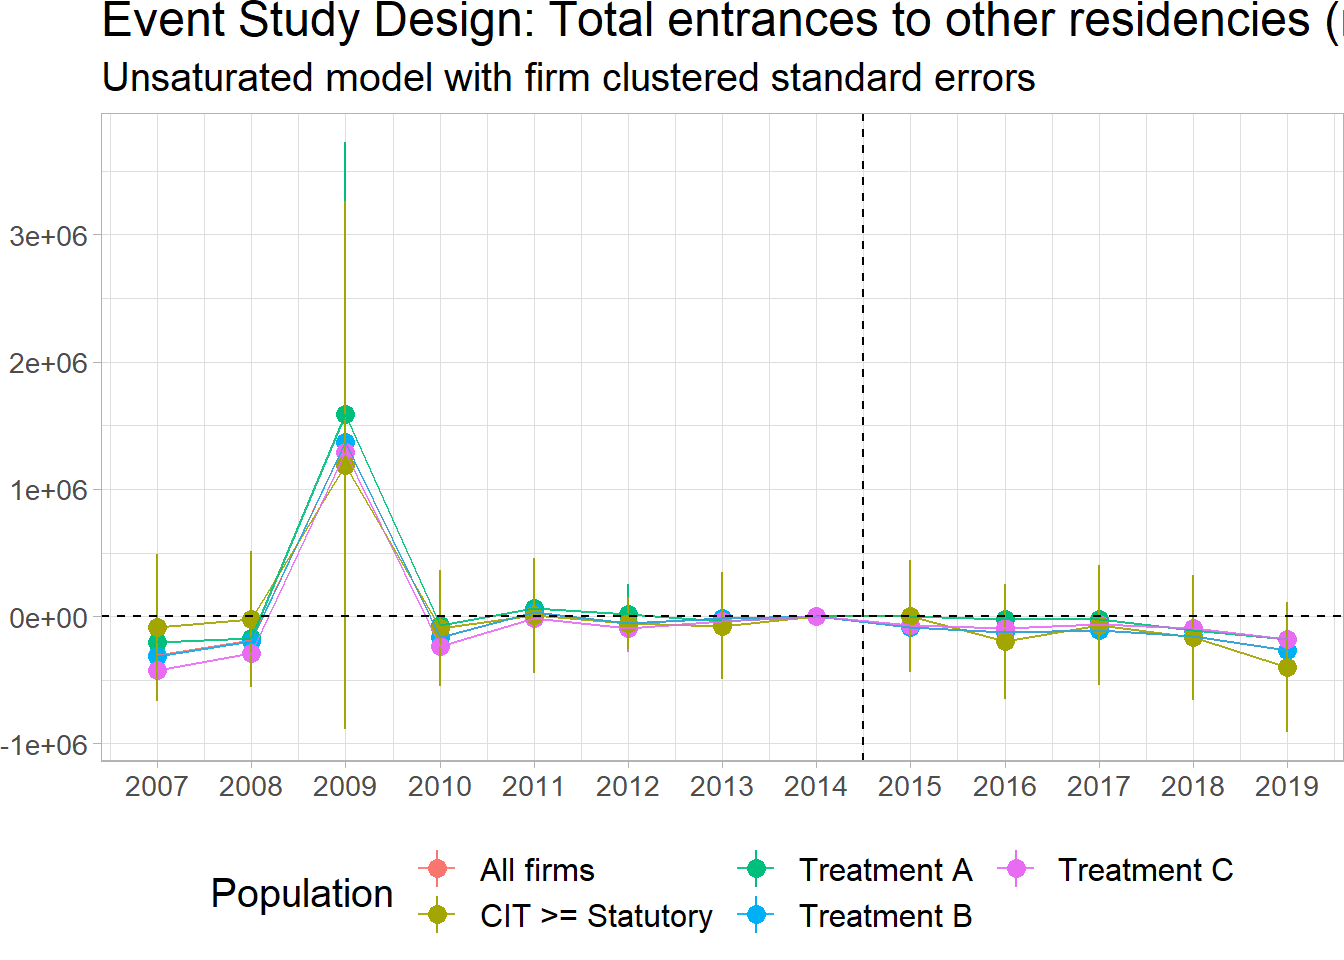 Event Study Design: Total entrances to other residencies (
Unsaturated model with firm clustered standard errors
3e+06
2e+06
1e+06
0e+00
-1e+06
2007 2008 2009 2010 2011 2012 2013 2014 2015 2016 2017 2018 2019
Population
All firms
CIT >= Statutory
Treatment A
Treatment B
Treatment C